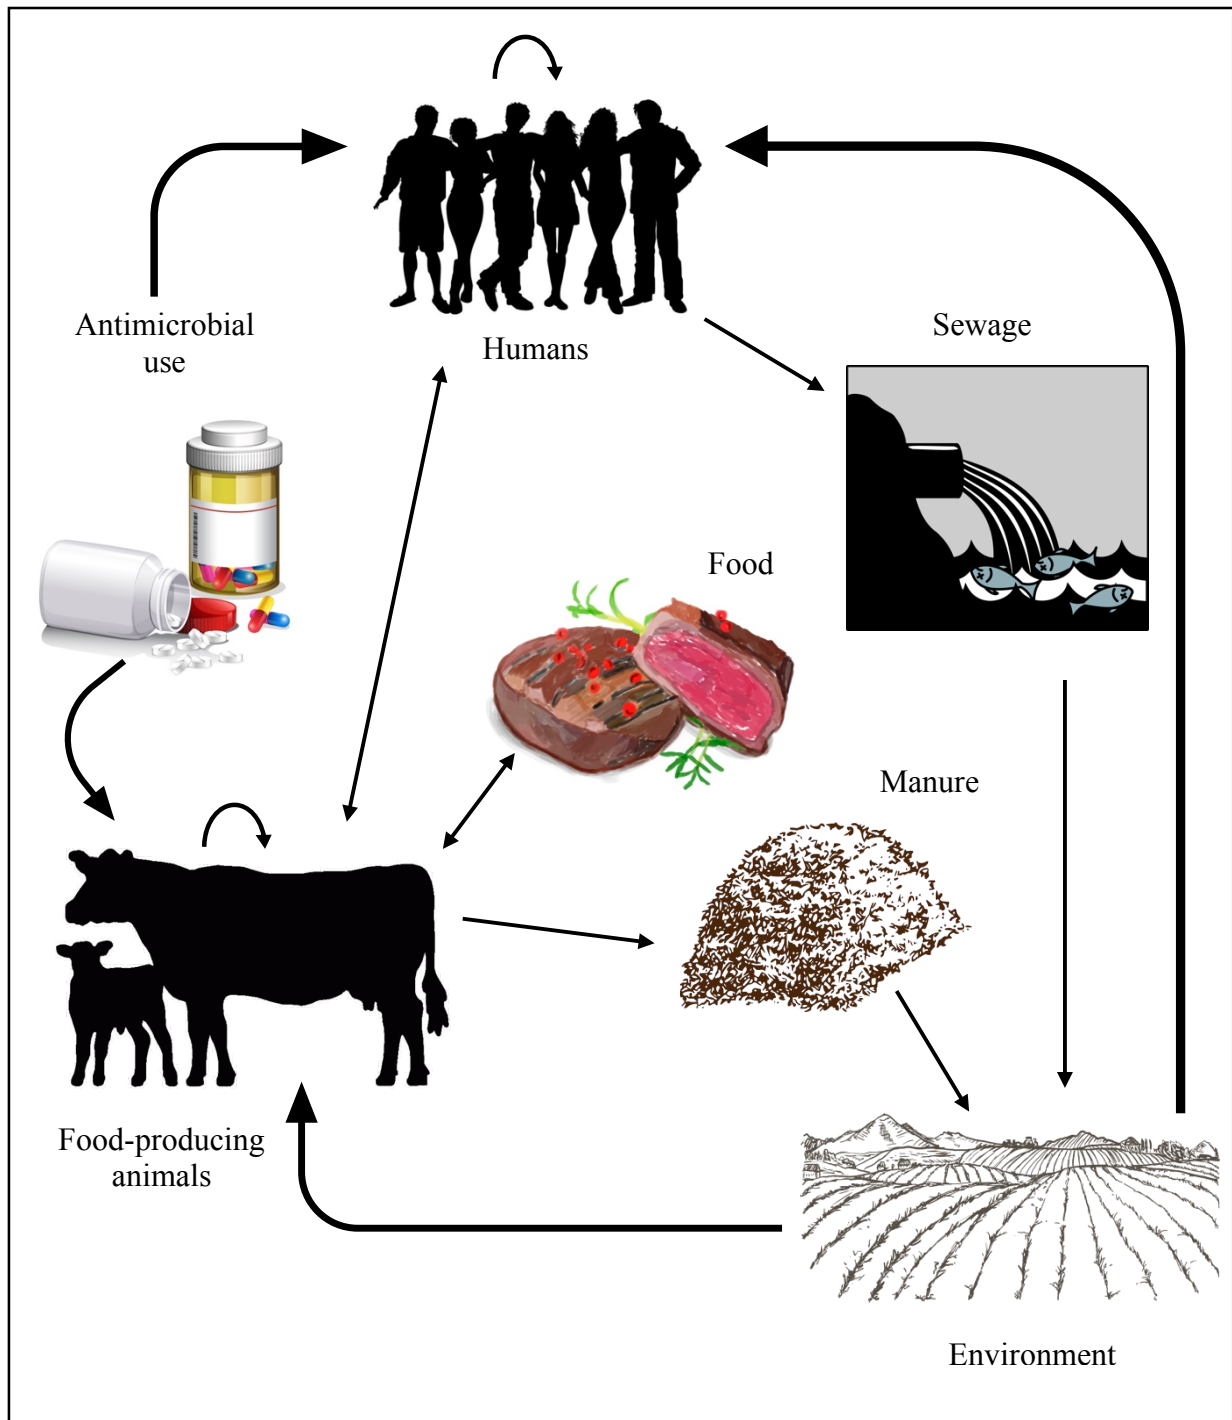 Antimicrobial
use
Humans
Sewage
Food
Manure
Food-producing
animals
Environment